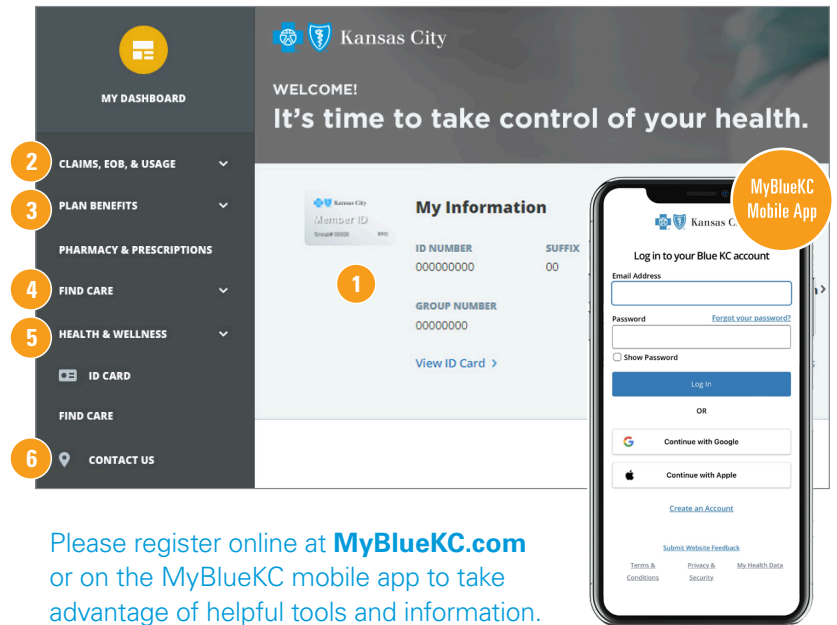 MY DASHBOARD
2 CLAIMS, EOB, & USAGE
3 PLAN BENEFITS
PHARMACY & PRESCRIPTIONS
4 FIND CARE
5 HEALTH & WELLNESS
ID CARD
FIND CARE
6 CONTACT US
Kansas City
WELCOME!
It's time to take control of your health.
Kansas City
Member ID
1
My Information
ID NUMBER SUFFIX
000000000 00
GROUP NUMBER
00000000
View ID Card >
MyBlueKC
Mobile App
Kansas C
Log in to your Blue KC account
Email Address
Password Forgot your password?
Show Password
Log In
OR
Continue with Google
Continue with Apple
Create an Account
Submit Website Feedback
Terms & Privacy & My Health Data
Conditions Security
Please register online at MyBlueKC.com
or on the MyBlueKC mobile app to take
advantage of helpful tools and information.